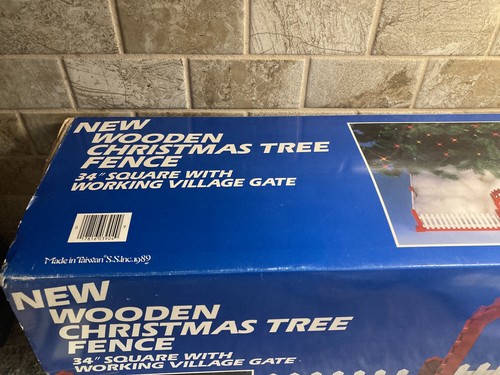 NEW
WOODEN
CHRISTMAS TREE
FENCE
34" SQUARE WITH
WORKING VILLAGE GATE
Made in Taiwan S.S.Inc. 1989
NEW
WOODEN
CHRISTMAS TREE
FENCE
34" SQUARE WITH
WORKING VILLAGE GATE